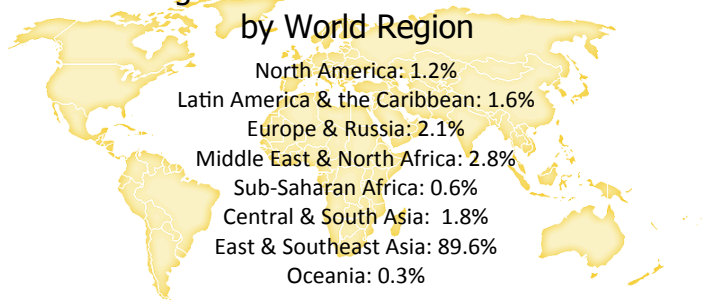 by World Region
North America: 1.2%
Latin America & the Caribbean: 1.6%
Europe & Russia: 2.1%
Middle East & North Africa: 2.8%
Sub-Saharan Africa: 0.6%
Central & South Asia: 1.8%
East & Southeast Asia: 89.6%
Oceania: 0.3%